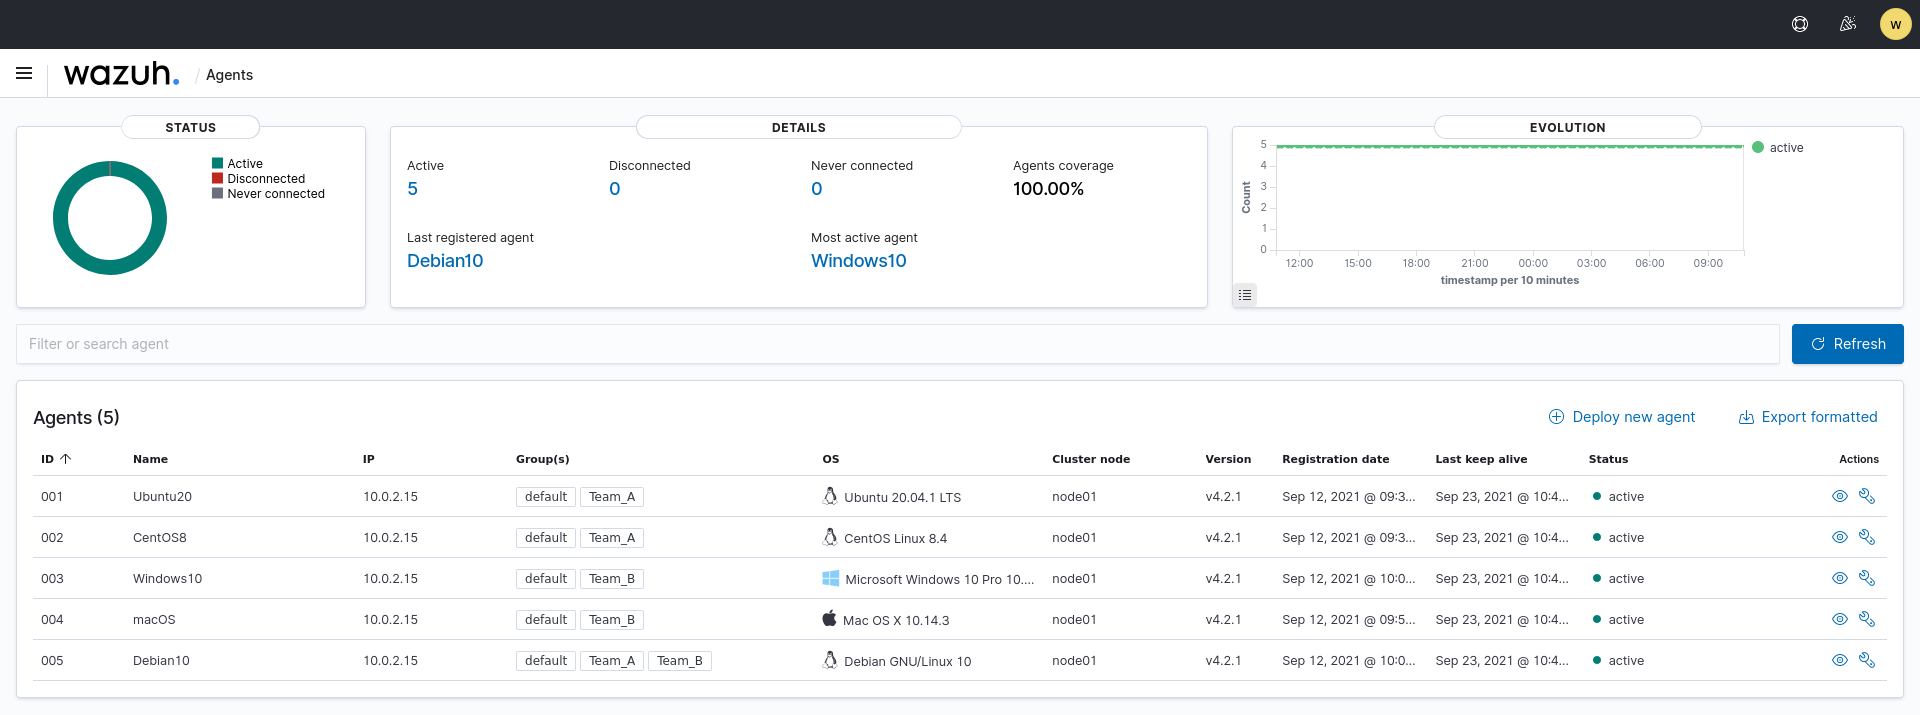 W
wazuh. / Agents
STATUS
Active
Disconnected
Never connected
DETAILS
Active Disconnected Never connected Agents coverage
5 0 0 100.00%
Last registered agent Most active agent
Debian10 Windows10
EVOLUTION
5
4
3
2
1
0
Count
12:00 15:00 18:00 21:00 00:00 03:00 06:00 09:00
timestamp per 10 minutes
active
Filter or search agent
Refresh
Agents (5)
Deploy new agent Export formatted
ID Name IP Group(s) OS Cluster node Version Registration date Last keep alive Status Actions
001 Ubuntu20 10.0.2.15 default Team_A Ubuntu 20.04.1 LTS node01 v4.2.1 Sep 12, 2021 @ 09:3... Sep 23, 2021 @ 10:4... active
002 CentOS8 10.0.2.15 default Team_A CentOS Linux 8.4 node01 v4.2.1 Sep 12, 2021 @ 09:3... Sep 23, 2021 @ 10:4... active
003 Windows10 10.0.2.15 default Team_B Microsoft Windows 10 Pro 10.... node01 v4.2.1 Sep 12, 2021 @ 10:0... Sep 23, 2021 @ 10:4... active
004 macOS 10.0.2.15 default Team_B Mac OS X 10.14.3 node01 v4.2.1 Sep 12, 2021 @ 09:5... Sep 23, 2021 @ 10:4... active
005 Debian10 10.0.2.15 default Team_A Team_B Debian GNU/Linux 10 node01 v4.2.1 Sep 12, 2021 @ 10:0... Sep 23, 2021 @ 10:4... active